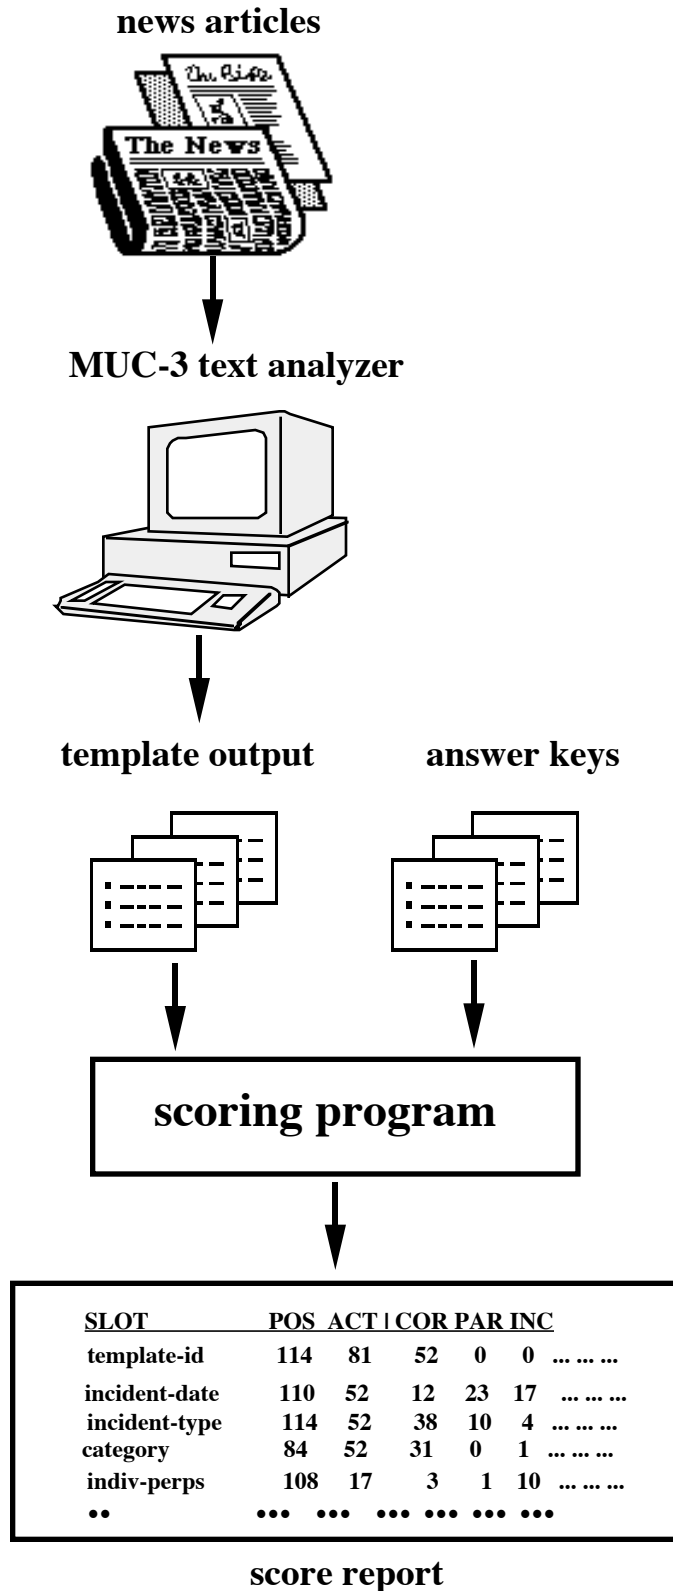 news articles
The News
MUC-3 text analyzer
template output answer keys
scoring program
SLOT POS ACT | COR PAR INC
template-id 114 81 52 0 0 ... ... ...
incident-date 110 52 12 23 17 ... ... ...
incident-type 114 52 38 10 4 ... ... ...
category 84 52 31 0 1 ... ... ...
indiv-perps 108 17 3 1 10 ... ... ...
•• ••• ••• ••• ••• ••• •••
score report